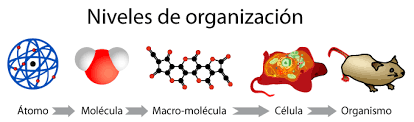 Niveles de organización
Átomo Molécula Macro-molécula Célula Organismo